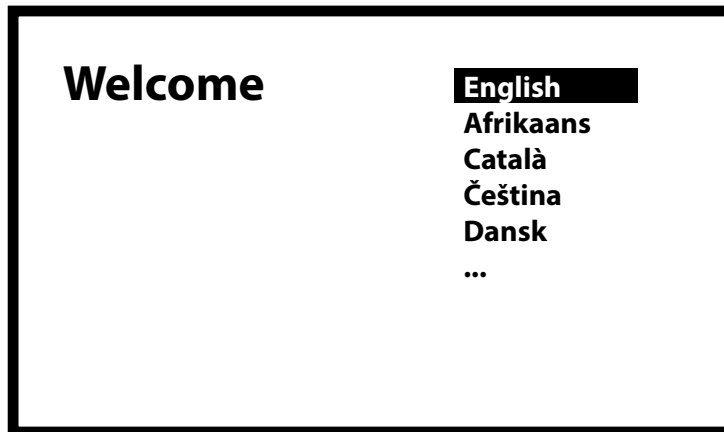 Welcome
English
Afrikaans
Català
Čeština
Dansk
...